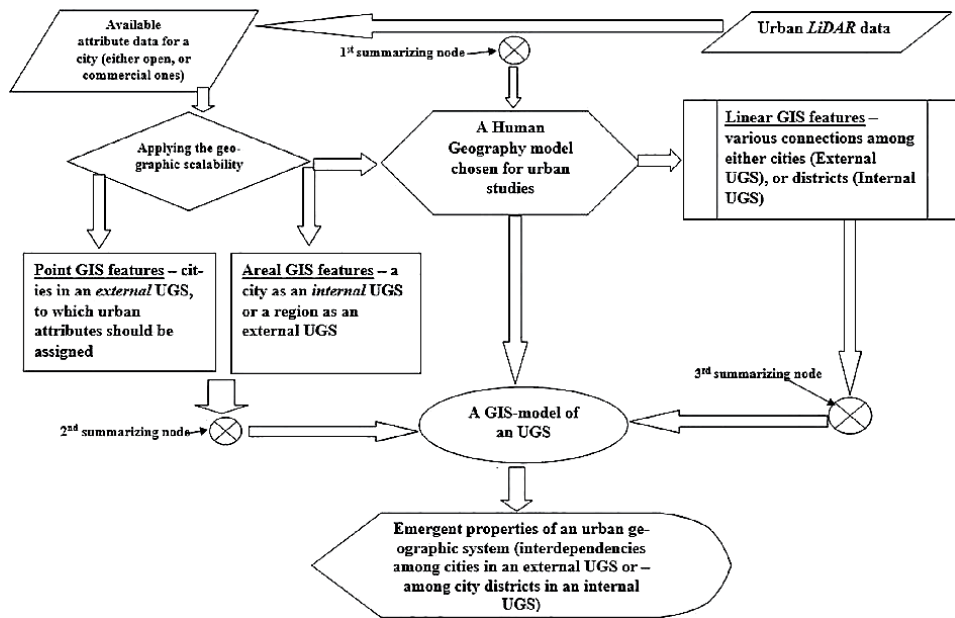 Available
attribute data for a
city (either open, or
commercial ones)
Urban LiDAR data
1st summarizing node
Applying the geo-
graphic scalability
A Human
Geography model
chosen for urban
studies
Linear GIS features –
various connections among
either cities (External
UGS), or districts (Internal
UGS)
Point GIS features – cit-
ies in an external UGS,
to which urban
attributes should be
assigned
Areal GIS features – a
city as an internal UGS
or a region as an
external UGS
3rd summarizing node
2nd summarizing node
A GIS-model of
an UGS
Emergent properties of an urban ge-
ographic system (interdependencies
among cities in an external UGS or –
among city districts in an internal
UGS)